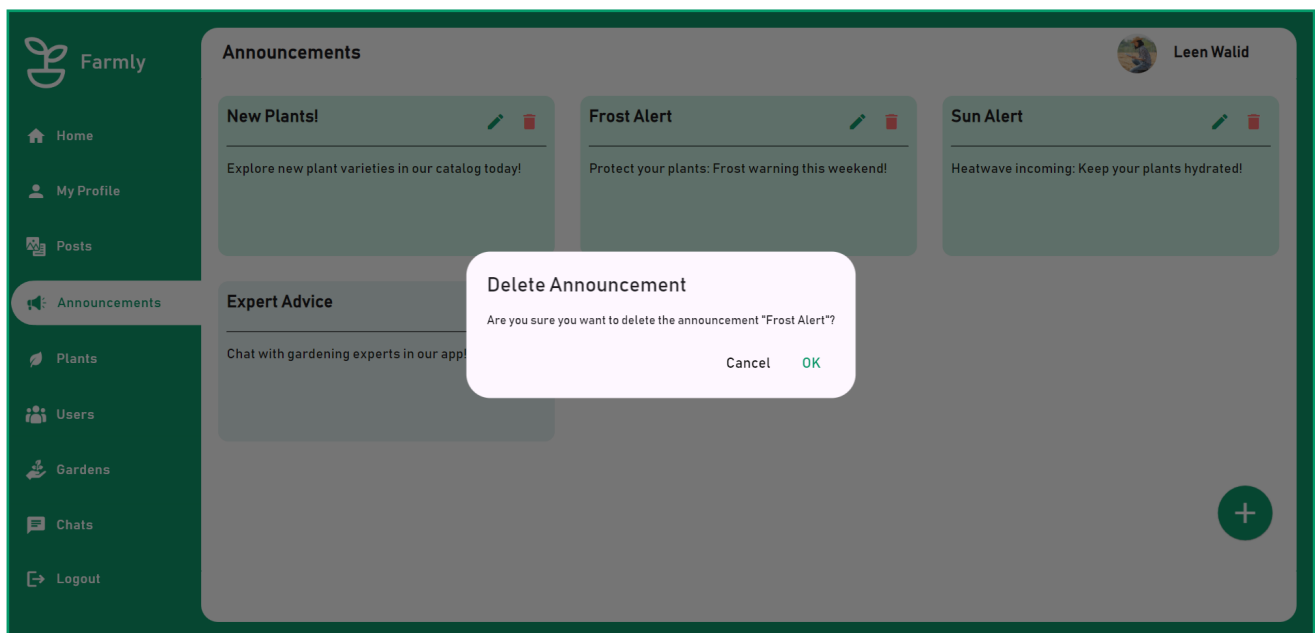 Farmly
Home
My Profile
Posts
Announcements
Plants
Users
Gardens
Chats
Logout
Announcements
Leen Walid
New Plants!
Explore new plant varieties in our catalog today!
Frost Alert
Protect your plants: Frost warning this weekend!
Sun Alert
Heatwave incoming: Keep your plants hydrated!
Expert Advice
Chat with gardening experts in our app!
Delete Announcement
Are you sure you want to delete the announcement "Frost Alert"?
Cancel OK